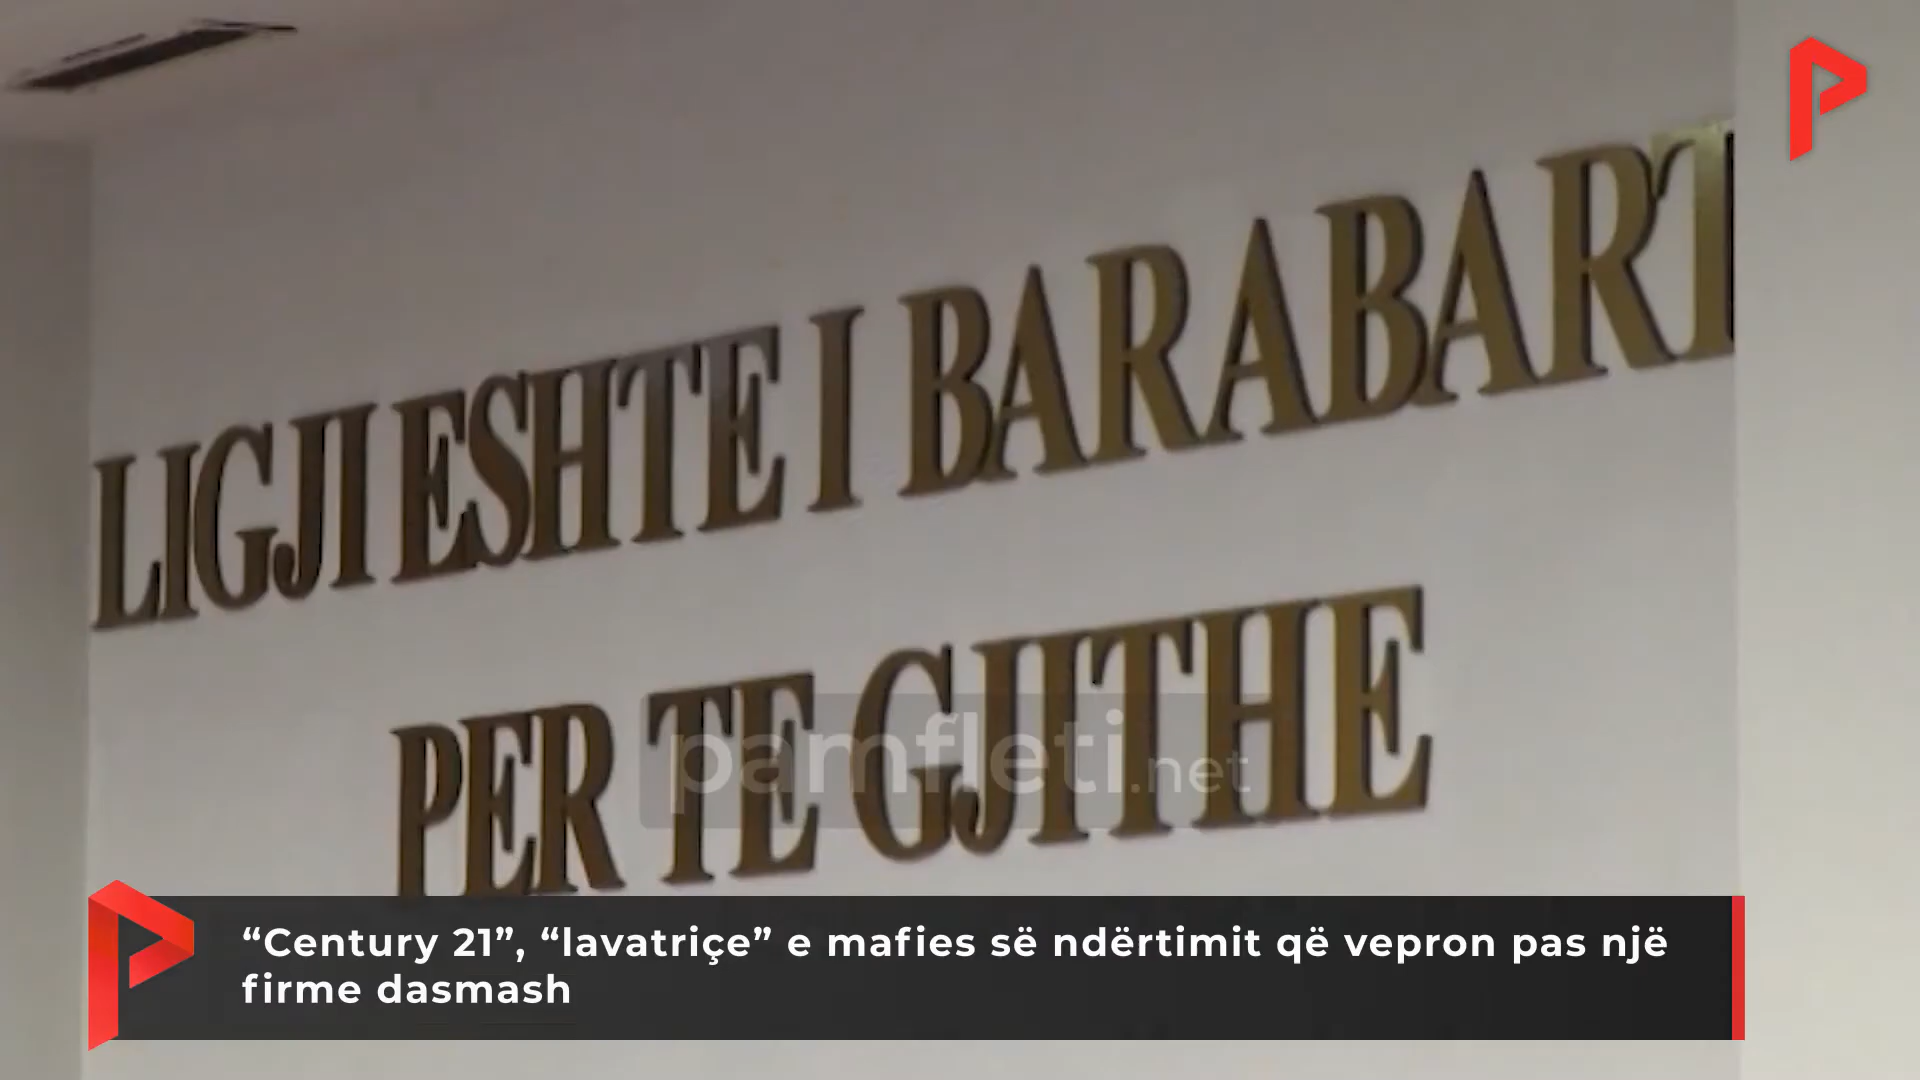 LIGJI ESHTE I BARABART
PER TE GJITHE
pamfleti.net
“Century 21”, “lavatriçe” e mafies së ndërtimit që vepron pas një
firme dasmash